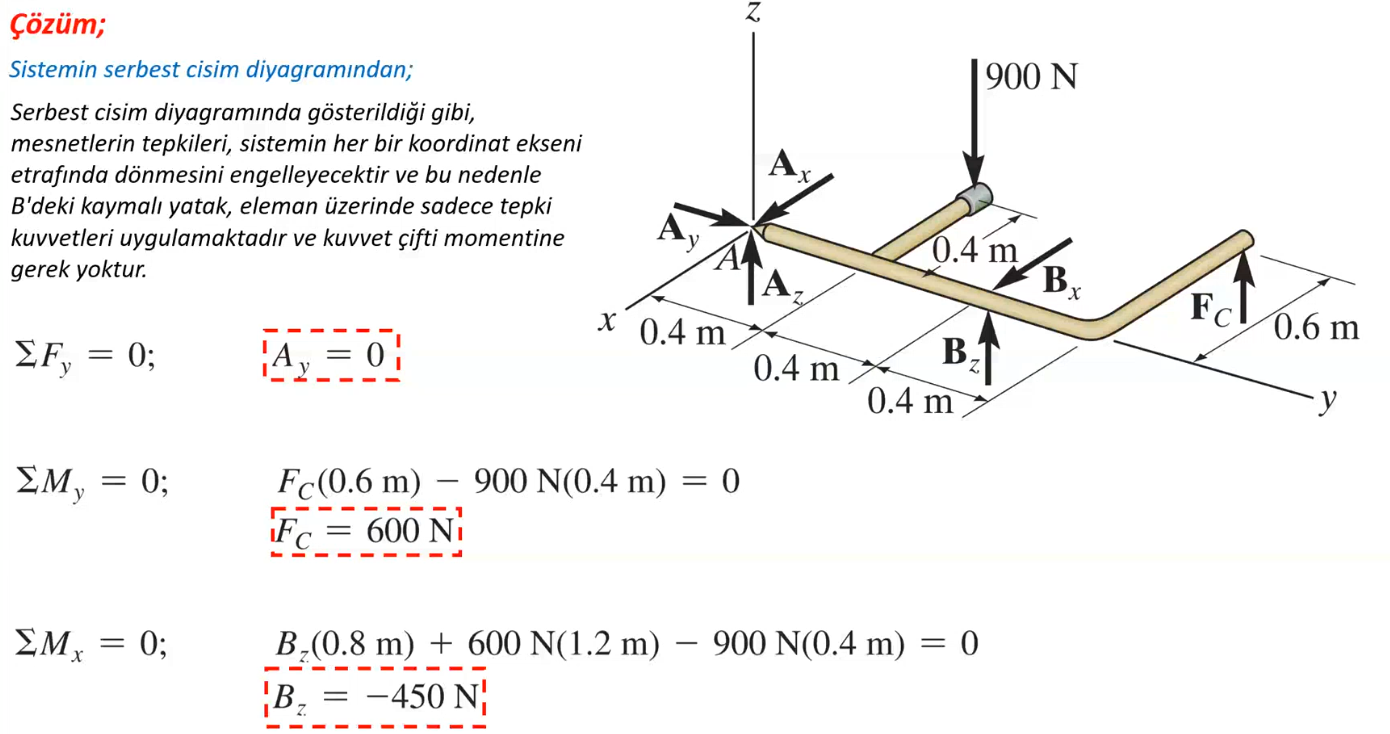 Çözüm;
Sistemin serbest cisim diyagramından;
Serbest cisim diyagramında gösterildiği gibi,
mesnetlerin tepkileri, sistemin her bir koordinat ekseni
etrafında dönmesini engelleyecektir ve bu nedenle
B'deki kaymalı yatak, eleman üzerinde sadece tepki
kuvvetleri uygulamaktadır ve kuvvet çifti momentine
gerek yoktur.
z
900 N
A_x
A_y
A
A_z
x
0.4 m
0.4 m
0.4 m
0.4 m
B_x
B_z
F_C
0.6 m
y
ΣF_y = 0; A_y = 0
ΣM_y = 0; F_C(0.6 m) − 900 N(0.4 m) = 0
F_C = 600 N
ΣM_x = 0; B_z(0.8 m) + 600 N(1.2 m) − 900 N(0.4 m) = 0
B_z = −450 N